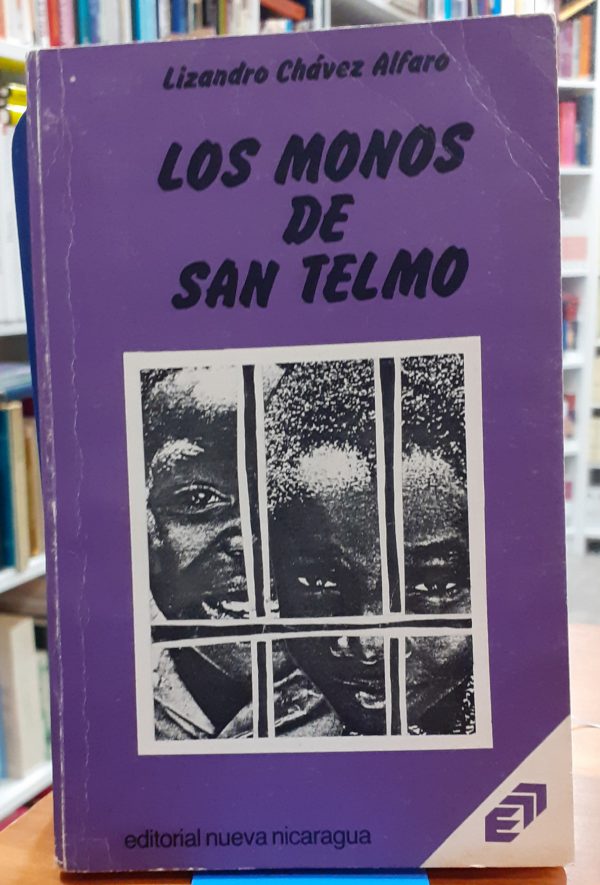 Lizandro Chávez Alfaro
LOS MONOS
DE
SAN TELMO
editorial nueva nicaragua